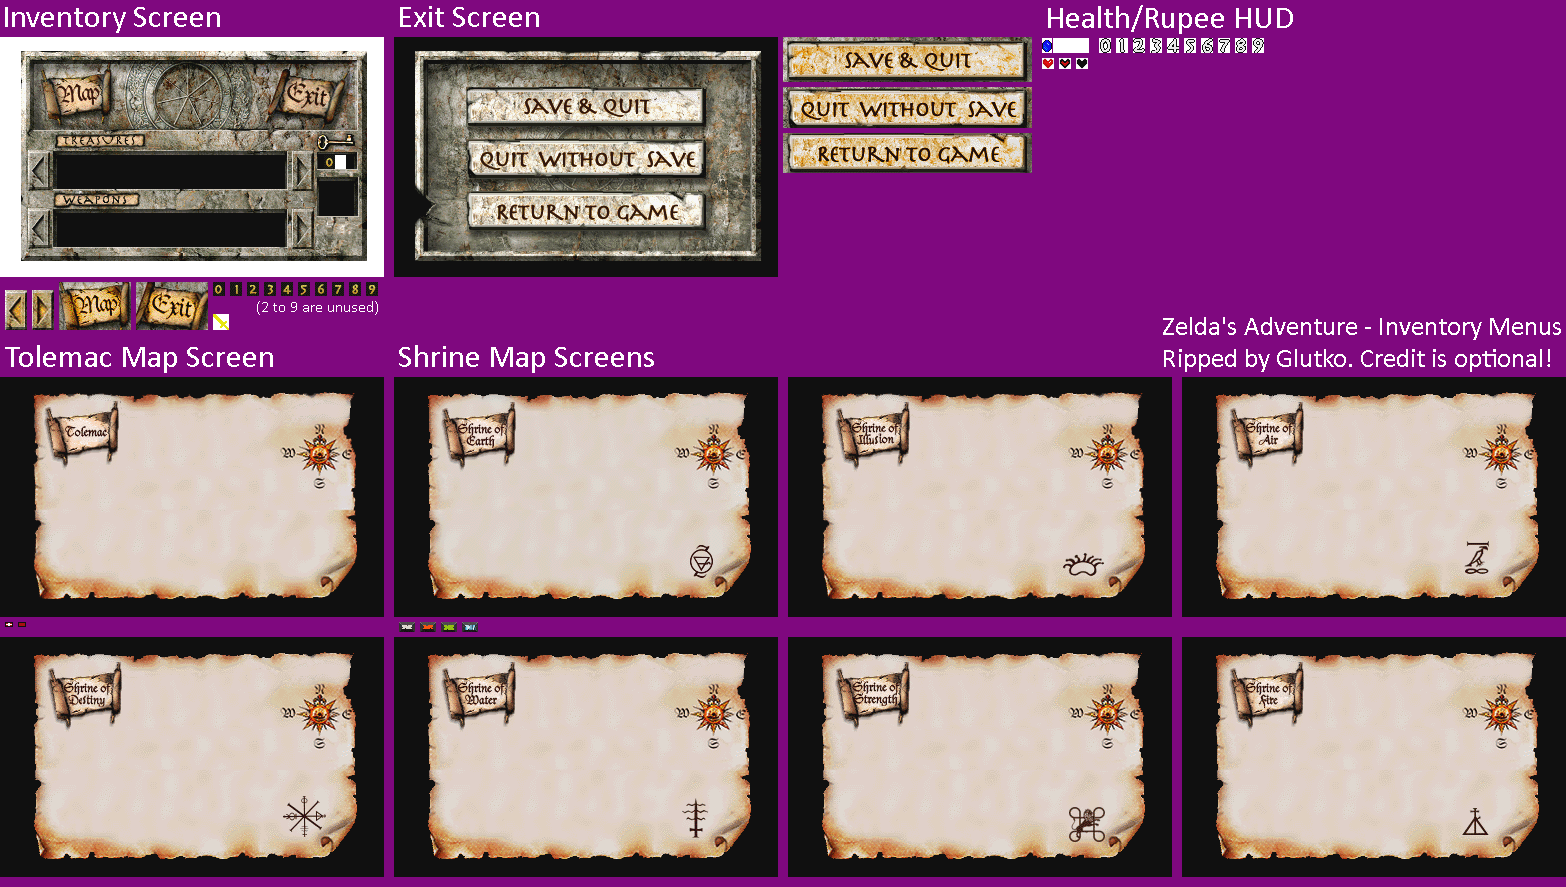 Inventory Screen
Map
Exit
TREASURES
0
WEAPONS
Map
Exit
0 1 2 3 4 5 6 7 8 9
(2 to 9 are unused)
Exit Screen
SAVE & QUIT
QUIT WITHOUT SAVE
RETURN TO GAME
SAVE & QUIT
QUIT WITHOUT SAVE
RETURN TO GAME
Health/Rupee HUD
0 1 2 3 4 5 6 7 8 9
Zelda's Adventure - Inventory Menus
Ripped by Glutko. Credit is optional!
Tolemac Map Screen
Tolemac
N
W E
S
Shrine Map Screens
Shrine of
Earth
N
W E
S
Shrine of
Illusion
N
W E
S
Shrine of
Air
N
W E
S
Shrine of
Destiny
N
W E
S
Shrine of
Water
N
W E
S
Shrine of
Strength
N
W E
S
Shrine of
Fire
N
W E
S